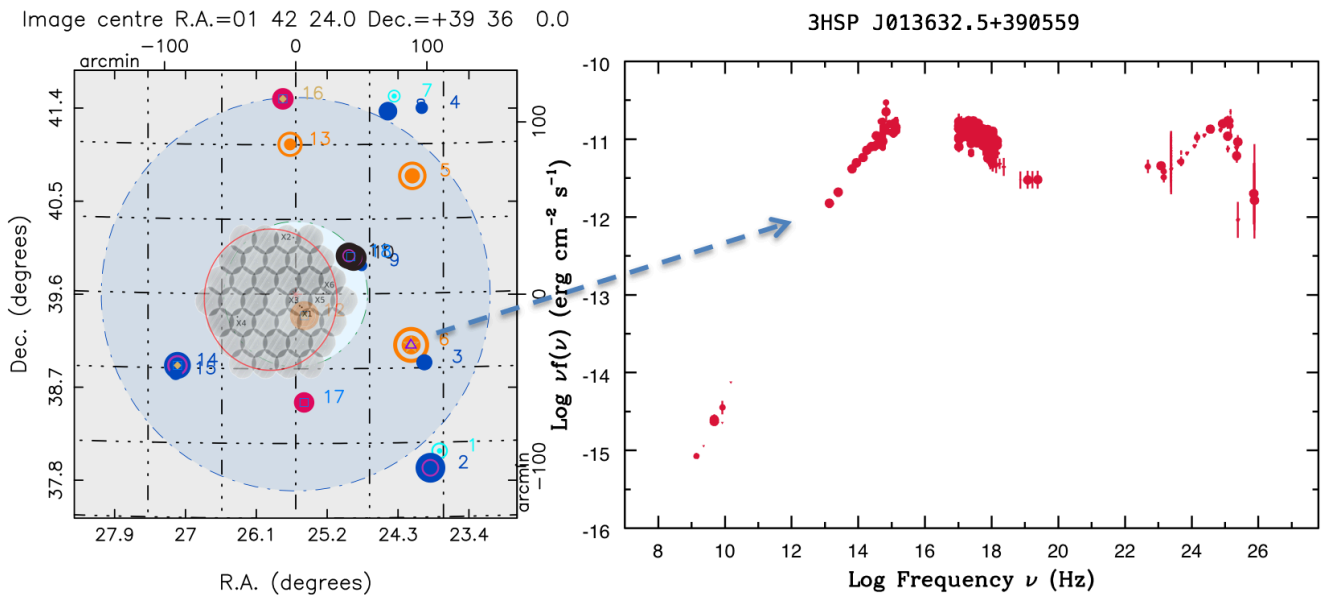 Image centre R.A.=01 42 24.0 Dec.=+39 36 0.0
3HSP J013632.5+390559
-100 0 100
arcmin
16
7
8 4
13
5
X2
18
9
X6
X3 X5
18
X1
X4
6
3
14
15
17
1
2
41.4
40.5
39.6
38.7
37.8
Dec. (degrees)
100
0
-100
arcmin
27.9 27 26.1 25.2 24.3 23.4
R.A. (degrees)
-10
-11
-12
-13
-14
-15
-16
Log νf(ν) (erg cm⁻² s⁻¹)
8 10 12 14 16 18 20 22 24 26
Log Frequency ν (Hz)